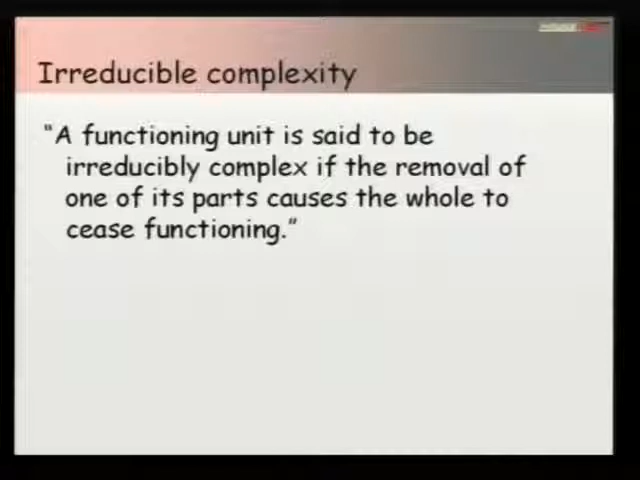 Irreducible complexity
“A functioning unit is said to be
irreducibly complex if the removal of
one of its parts causes the whole to
cease functioning.”